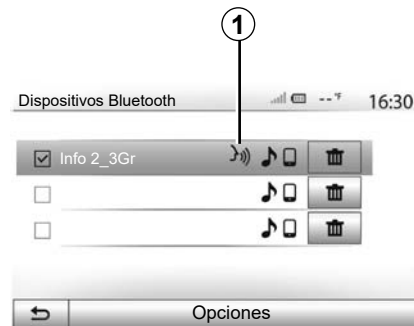 1
Dispositivos Bluetooth -- °F 16:30
Info 2_3Gr
Opciones